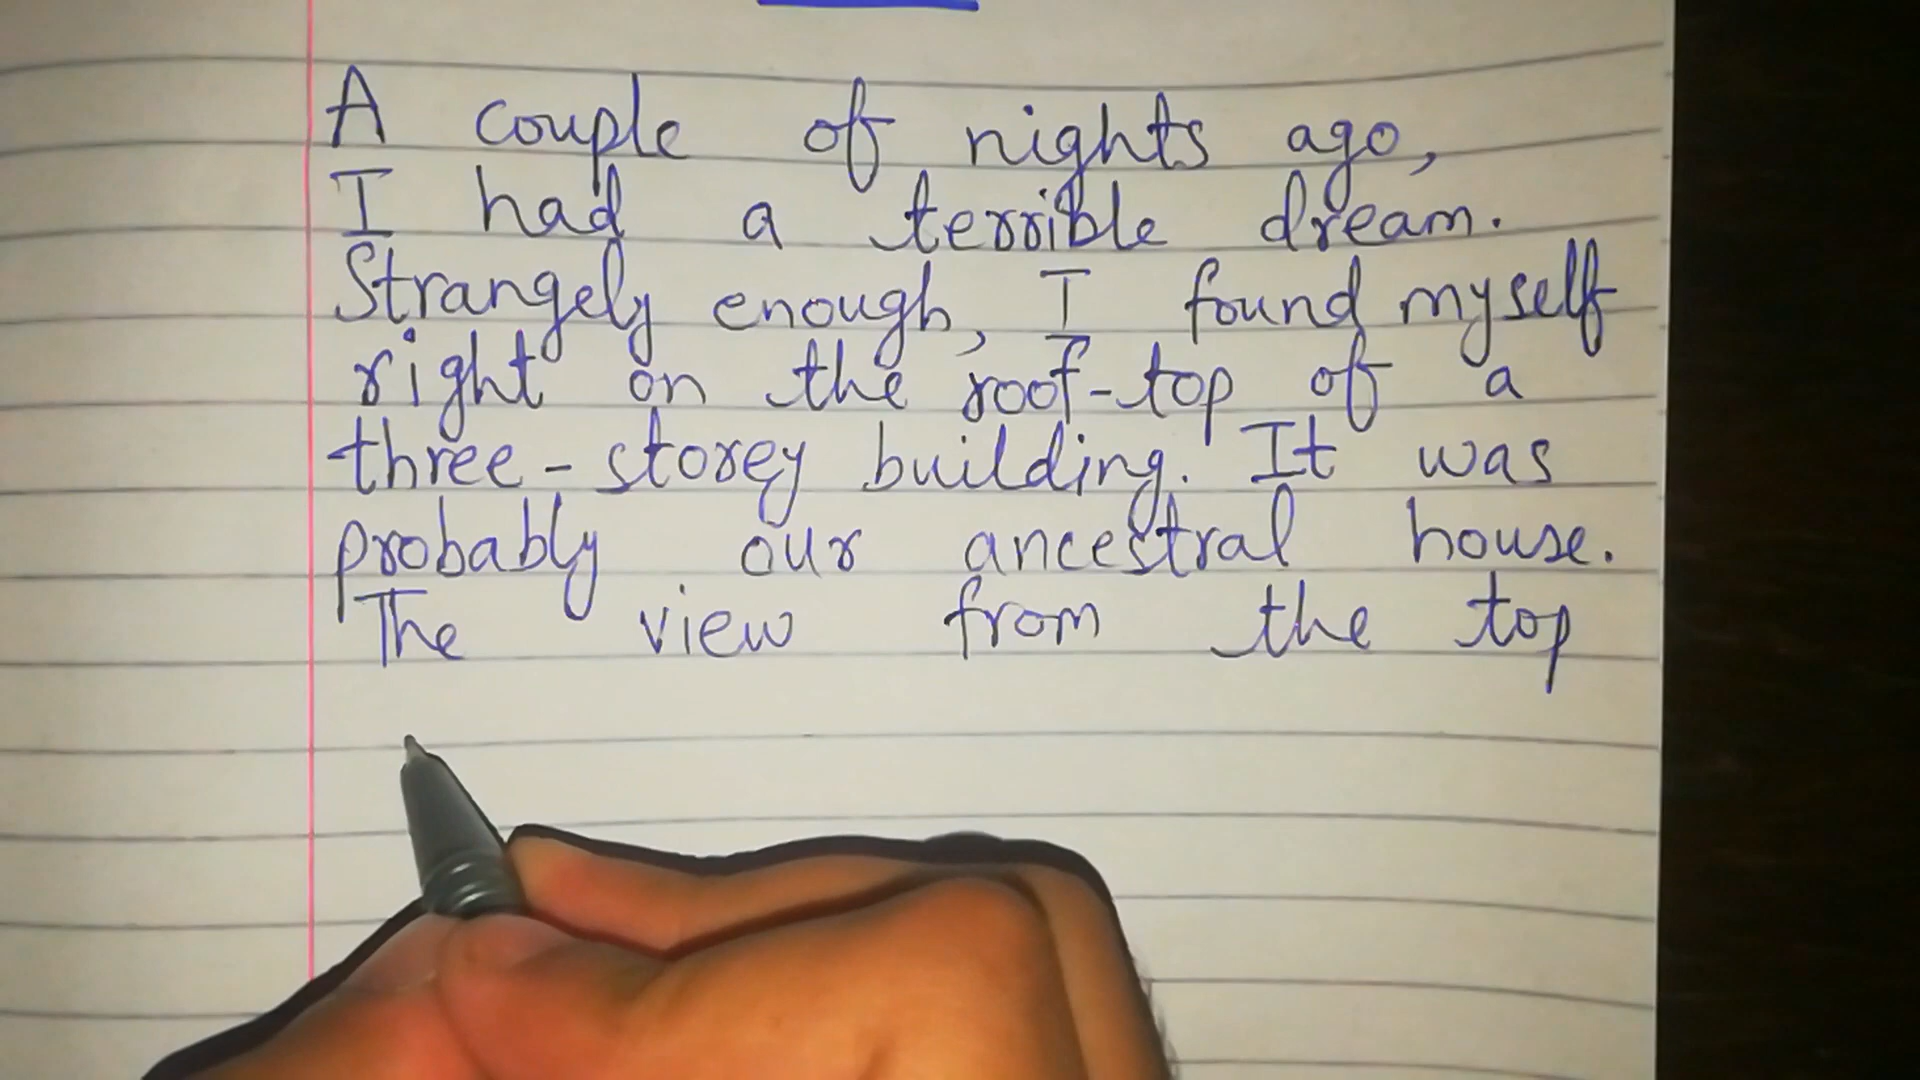 A couple of nights ago,
I had a terrible dream.
Strangely enough, I found myself
right on the roof-top of a
three-storey building. It was
probably our ancestral house.
The view from the top